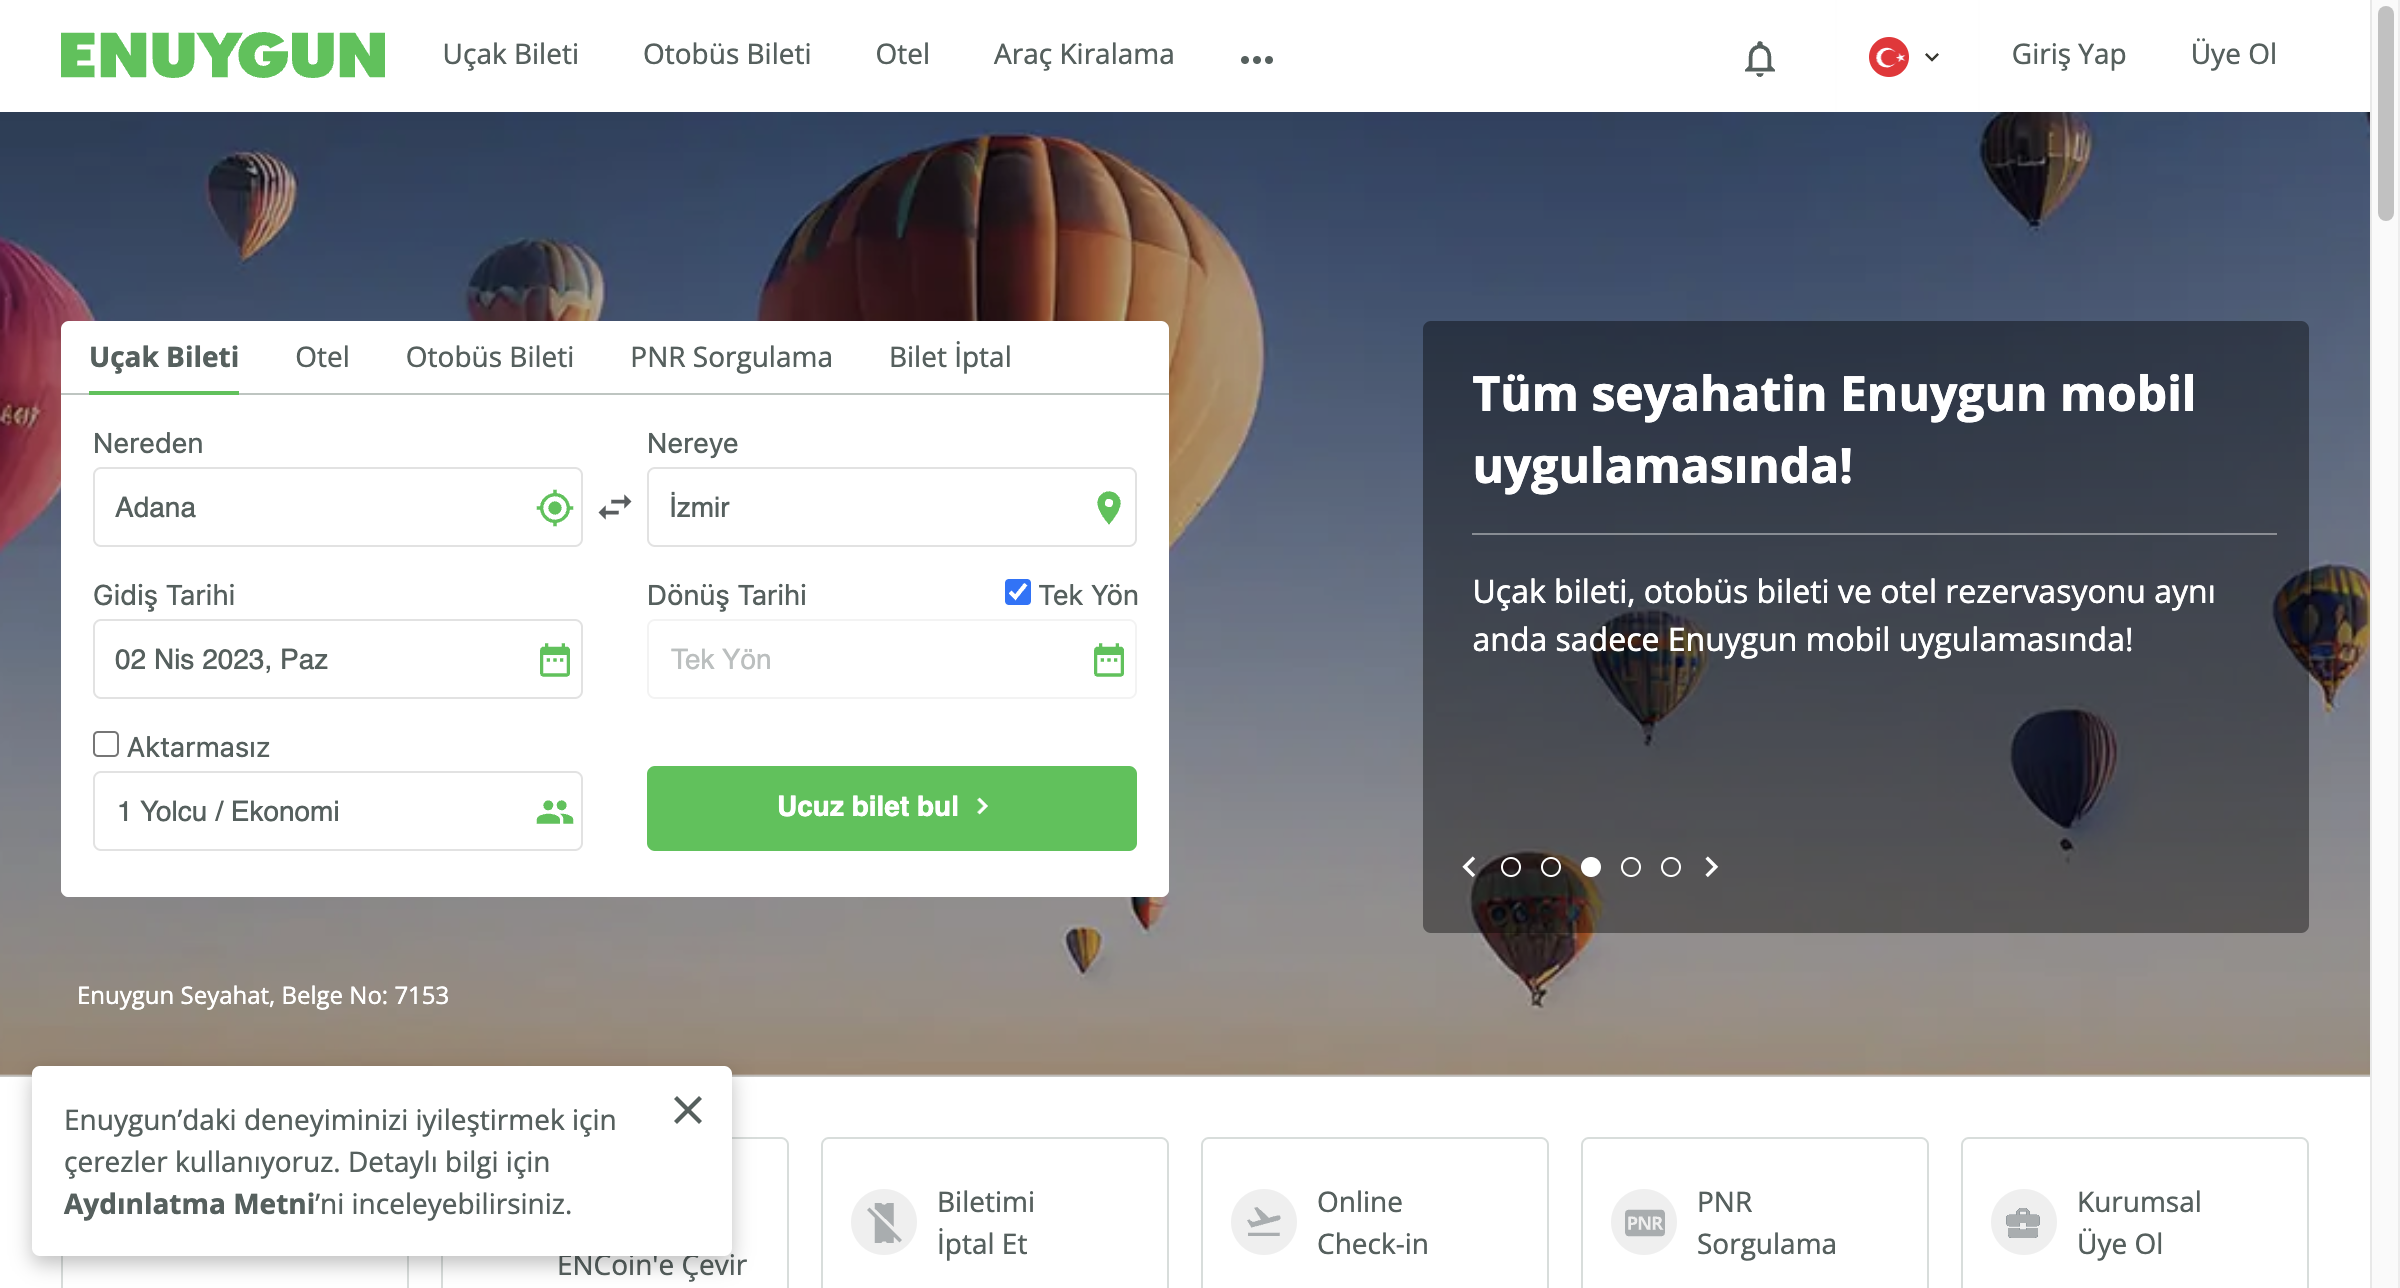 ENUYGUN
Uçak Bileti
Otobüs Bileti
Otel
Araç Kiralama
Giriş Yap
Üye Ol
Uçak Bileti
Otel
Otobüs Bileti
PNR Sorgulama
Bilet İptal
Nereden
Nereye
Adana
İzmir
Gidiş Tarihi
Dönüş Tarihi
Tek Yön
02 Nis 2023, Paz
Tek Yön
Aktarmasız
1 Yolcu / Ekonomi
Ucuz bilet bul
Tüm seyahatin Enuygun mobil
uygulamasında!
Uçak bileti, otobüs bileti ve otel rezervasyonu aynı
anda sadece Enuygun mobil uygulamasında!
Enuygun Seyahat, Belge No: 7153
Enuygun’daki deneyiminizi iyileştirmek için
çerezler kullanıyoruz. Detaylı bilgi için
Aydınlatma Metni’ni inceleyebilirsiniz.
ENCoin'e Çevir
Biletimi
İptal Et
Online
Check-in
PNR
PNR
Sorgulama
Kurumsal
Üye Ol